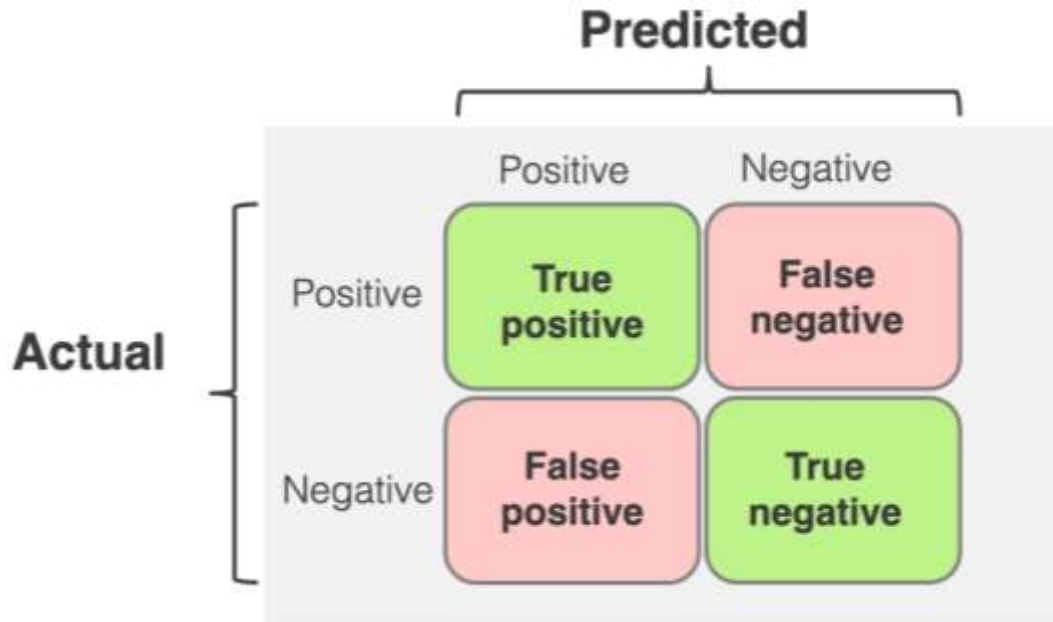 Predicted
Positive Negative
Actual
Positive
True
positive
False
negative
Negative
False
positive
True
negative